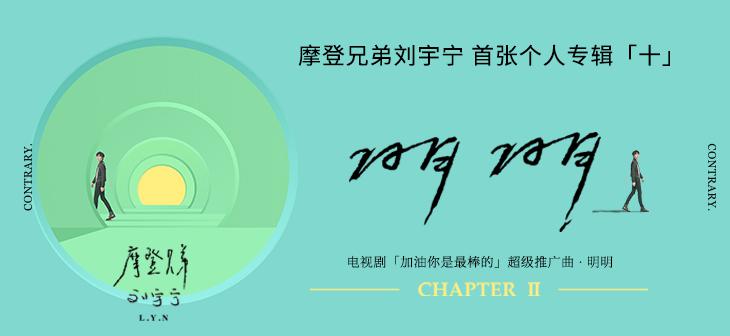 摩登兄弟刘宇宁 首张个人专辑「十」
CONTRARY.
明明
CONTRARY.
电视剧「加油你是最棒的」超级推广曲·明明
CHAPTER II
摩登兄弟
刘宇宁
L.Y.N